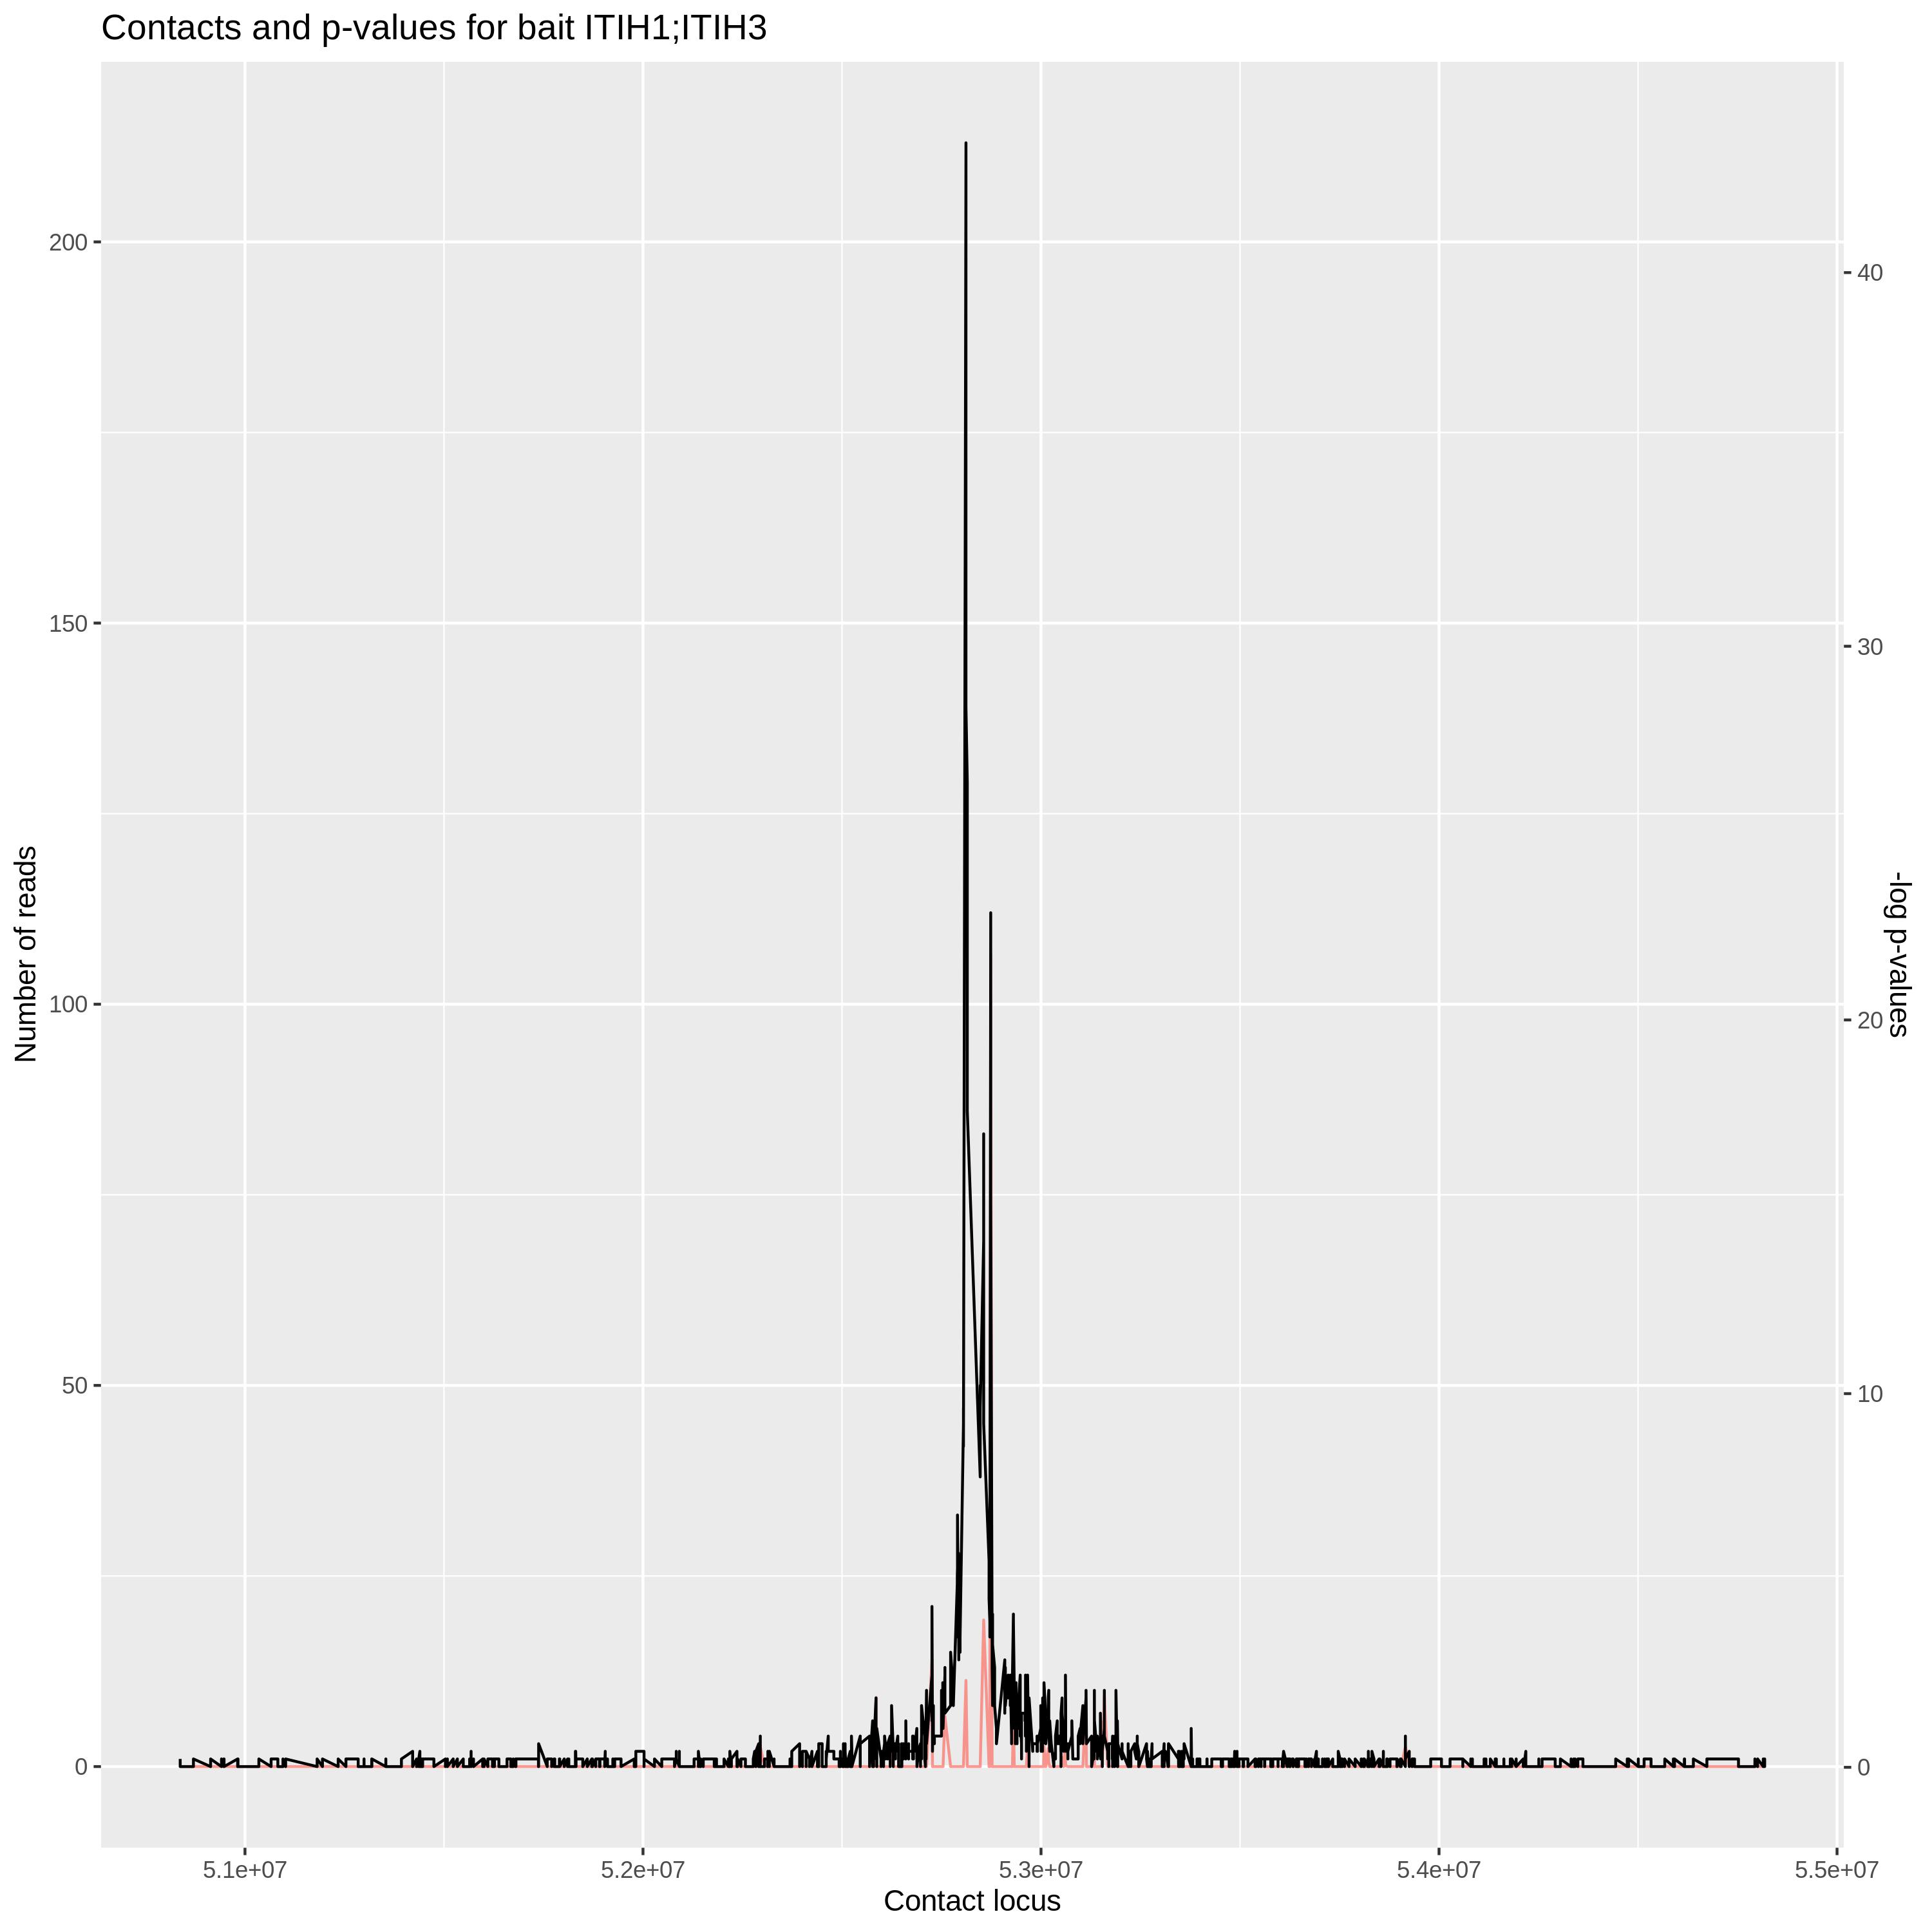 Contacts and p-values for bait ITIH1;ITIH3
200
150
100
50
0
Number of reads
40
30
20
10
0
-log p-values
5.1e+07
5.2e+07
5.3e+07
5.4e+07
5.5e+07
Contact locus